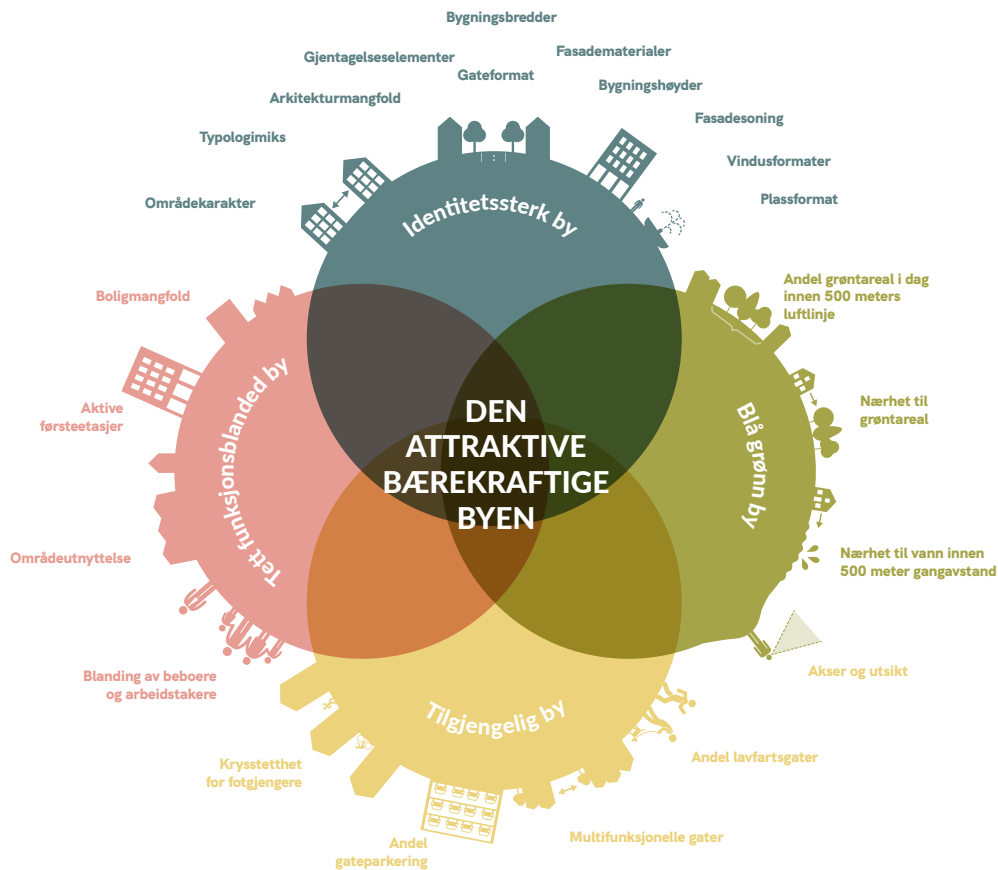 Bygningsbredder
Gjentagelseselementer
Fasadematerialer
Gateformat
Arkitekturmangfold
Bygningshøyder
Typologimiks
Fasadesoning
Vindusformater
Områdekarakter
Plassformat
Identitetssterk by
Boligmangfold
Andel grøntareal i dag
innen 500 meters
luftlinje
Aktive
førsteetasjer
Nærhet til
grøntareal
Tett funksjonsblanded by
Blå grønn by
DEN
ATTRAKTIVE
BÆREKRAFTIGE
BYEN
Områdeutnyttelse
Nærhet til vann innen
500 meter gangavstand
Blanding av beboere
og arbeidstakere
Akser og utsikt
Tilgjengelig by
Krysstetthet
for fotgjengere
Andel lavfartsgater
Andel
gateparkering
Multifunksjonelle gater